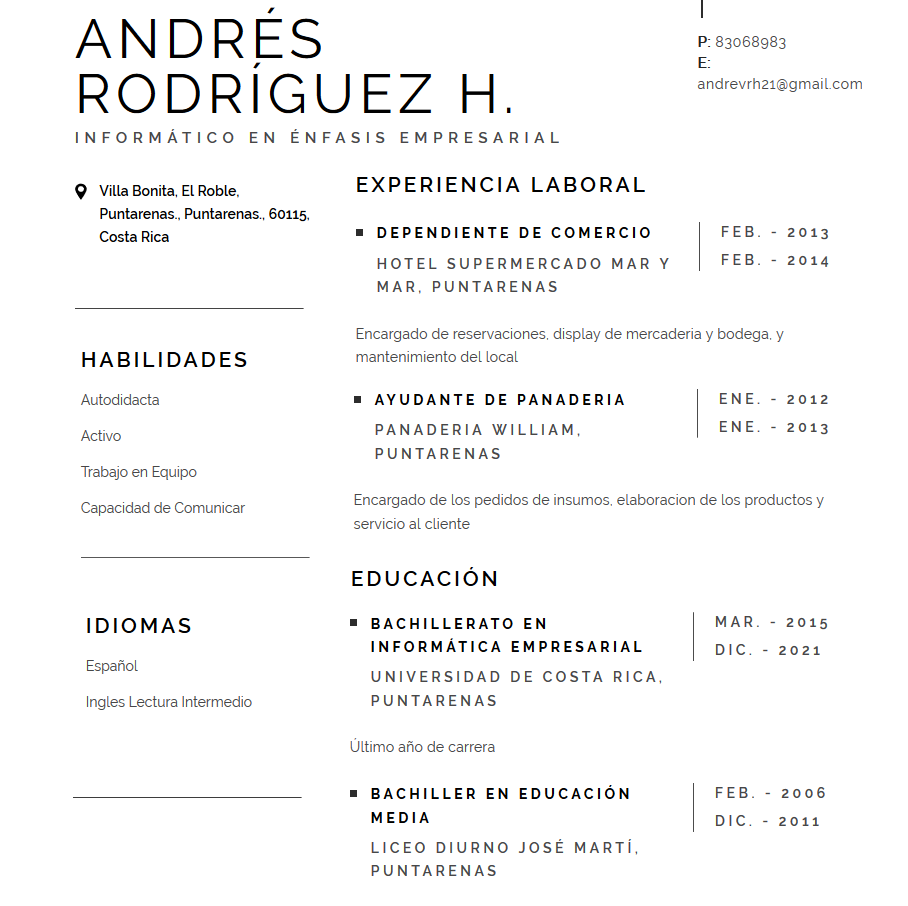 ANDRÉS
RODRÍGUEZ H.
INFORMÁTICO EN ÉNFASIS EMPRESARIAL
P: 83068983
E:
andrevrh21@gmail.com
Villa Bonita, El Roble,
Puntarenas., Puntarenas., 60115,
Costa Rica
HABILIDADES
Autodidacta
Activo
Trabajo en Equipo
Capacidad de Comunicar
IDIOMAS
Español
Ingles Lectura Intermedio
EXPERIENCIA LABORAL
DEPENDIENTE DE COMERCIO
HOTEL SUPERMERCADO MAR Y
MAR, PUNTARENAS
FEB. - 2013
FEB. - 2014
Encargado de reservaciones, display de mercaderia y bodega, y
mantenimiento del local
AYUDANTE DE PANADERIA
PANADERIA WILLIAM,
PUNTARENAS
ENE. - 2012
ENE. - 2013
Encargado de los pedidos de insumos, elaboracion de los productos y
servicio al cliente
EDUCACIÓN
BACHILLERATO EN
INFORMÁTICA EMPRESARIAL
UNIVERSIDAD DE COSTA RICA,
PUNTARENAS
MAR. - 2015
DIC. - 2021
Último año de carrera
BACHILLER EN EDUCACIÓN
MEDIA
LICEO DIURNO JOSÉ MARTÍ,
PUNTARENAS
FEB. - 2006
DIC. - 2011